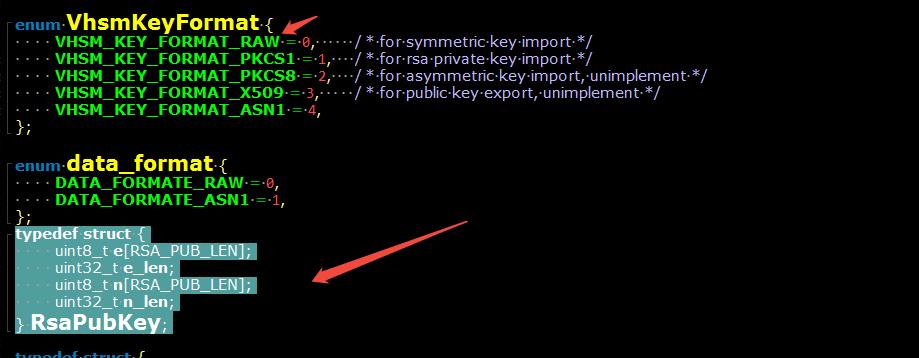 enum VhsmKeyFormat {
VHSM_KEY_FORMAT_RAW = 0, /* for symmetric key import */
VHSM_KEY_FORMAT_PKCS1 = 1, /* for rsa private key import */
VHSM_KEY_FORMAT_PKCS8 = 2, /* for asymmetric key import, unimplement */
VHSM_KEY_FORMAT_X509 = 3, /* for public key export, unimplement */
VHSM_KEY_FORMAT_ASN1 = 4,
};
enum data_format {
DATA_FORMATE_RAW = 0,
DATA_FORMATE_ASN1 = 1,
};
typedef struct {
uint8_t e[RSA_PUB_LEN];
uint32_t e_len;
uint8_t n[RSA_PUB_LEN];
uint32_t n_len;
} RsaPubKey;
typedef struct {